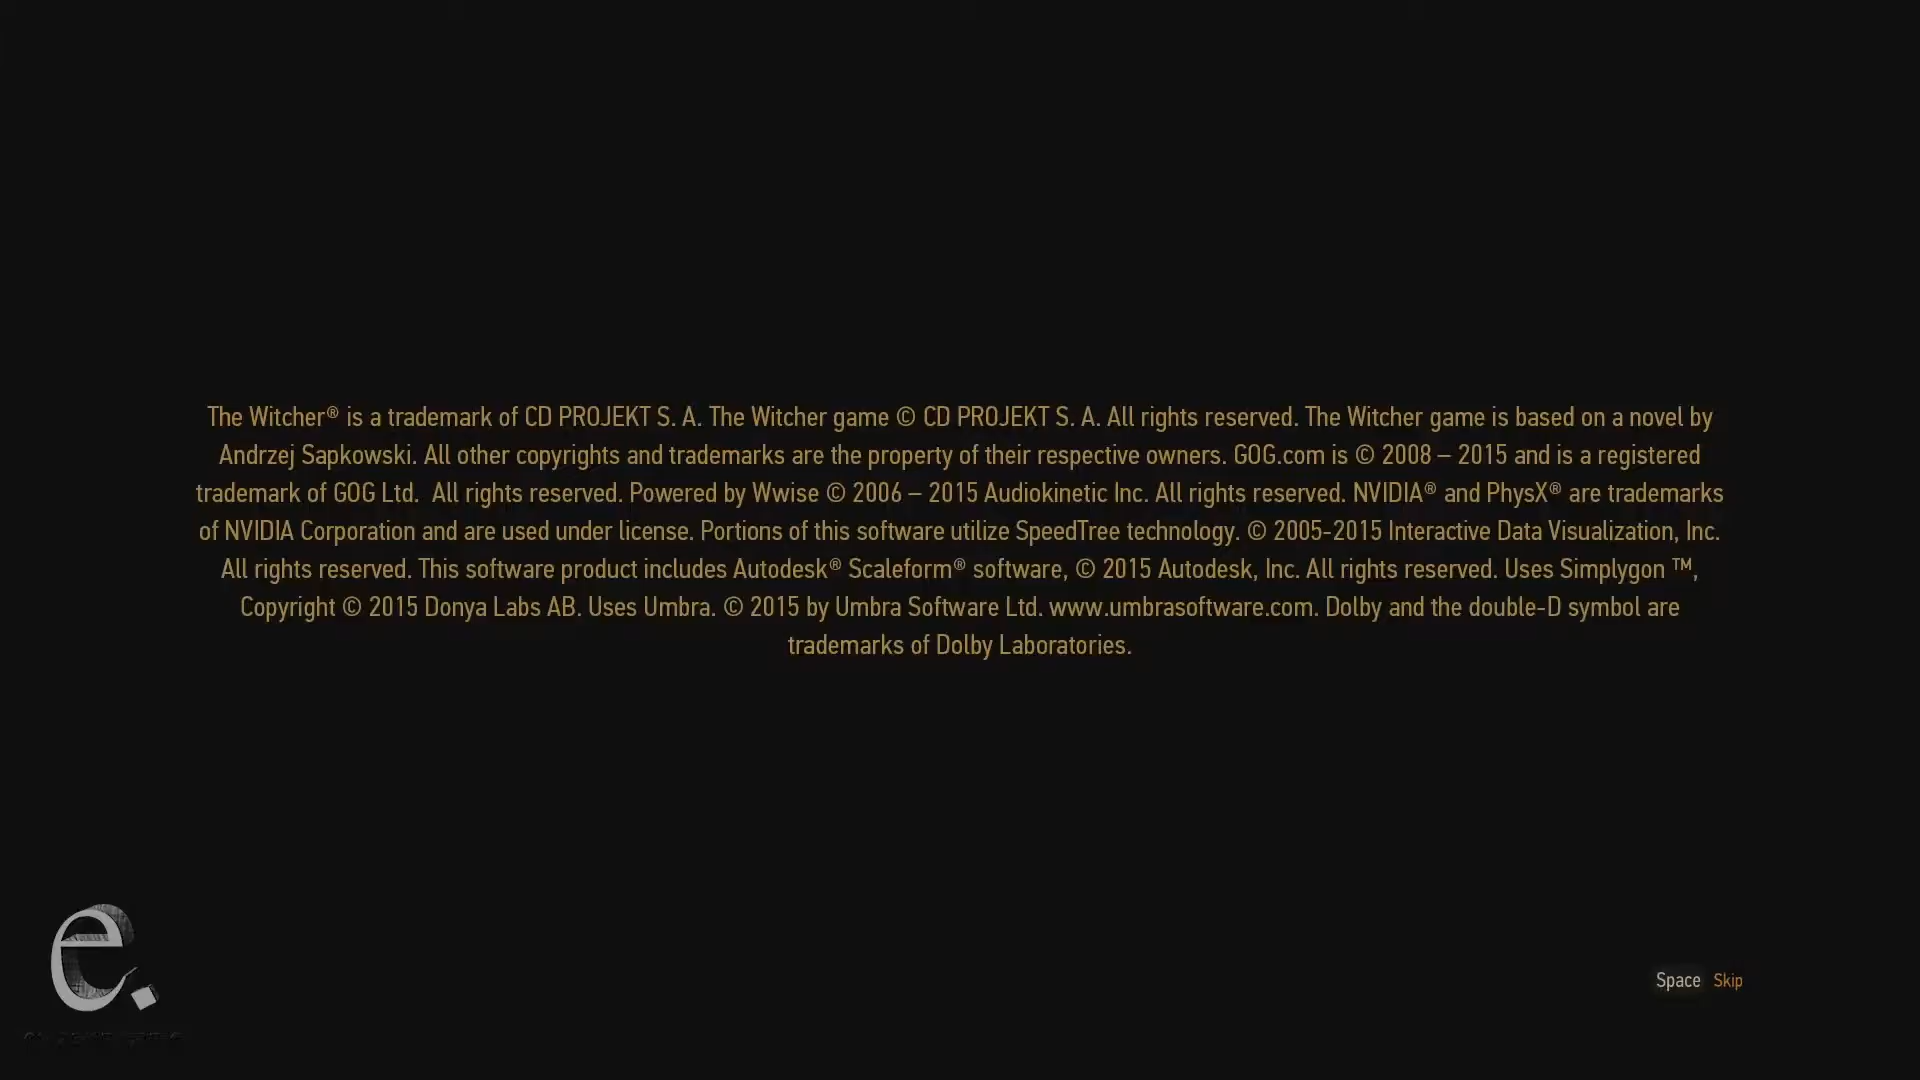 The Witcher® is a trademark of CD PROJEKT S. A. The Witcher game © CD PROJEKT S. A. All rights reserved. The Witcher game is based on a novel by
Andrzej Sapkowski. All other copyrights and trademarks are the property of their respective owners. GOG.com is © 2008 – 2015 and is a registered
trademark of GOG Ltd.  All rights reserved. Powered by Wwise © 2006 – 2015 Audiokinetic Inc. All rights reserved. NVIDIA® and PhysX® are trademarks
of NVIDIA Corporation and are used under license. Portions of this software utilize SpeedTree technology. © 2005-2015 Interactive Data Visualization, Inc.
All rights reserved. This software product includes Autodesk® Scaleform® software, © 2015 Autodesk, Inc. All rights reserved. Uses Simplygon ™,
Copyright © 2015 Donya Labs AB. Uses Umbra. © 2015 by Umbra Software Ltd. www.umbrasoftware.com. Dolby and the double-D symbol are
trademarks of Dolby Laboratories.
e.
Space Skip